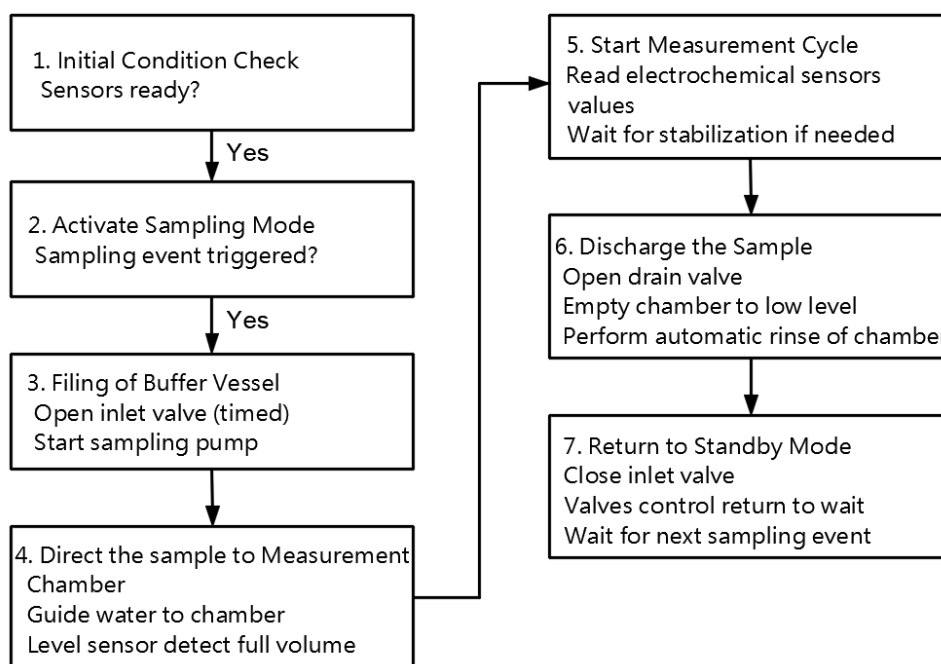 1. Initial Condition Check
Sensors ready?
Yes
2. Activate Sampling Mode
Sampling event triggered?
Yes
3. Filing of Buffer Vessel
Open inlet valve (timed)
Start sampling pump
4. Direct the sample to Measurement
Chamber
Guide water to chamber
Level sensor detect full volume
5. Start Measurement Cycle
Read electrochemical sensors
values
Wait for stabilization if needed
6. Discharge the Sample
Open drain valve
Empty chamber to low level
Perform automatic rinse of chamber
7. Return to Standby Mode
Close inlet valve
Valves control return to wait
Wait for next sampling event